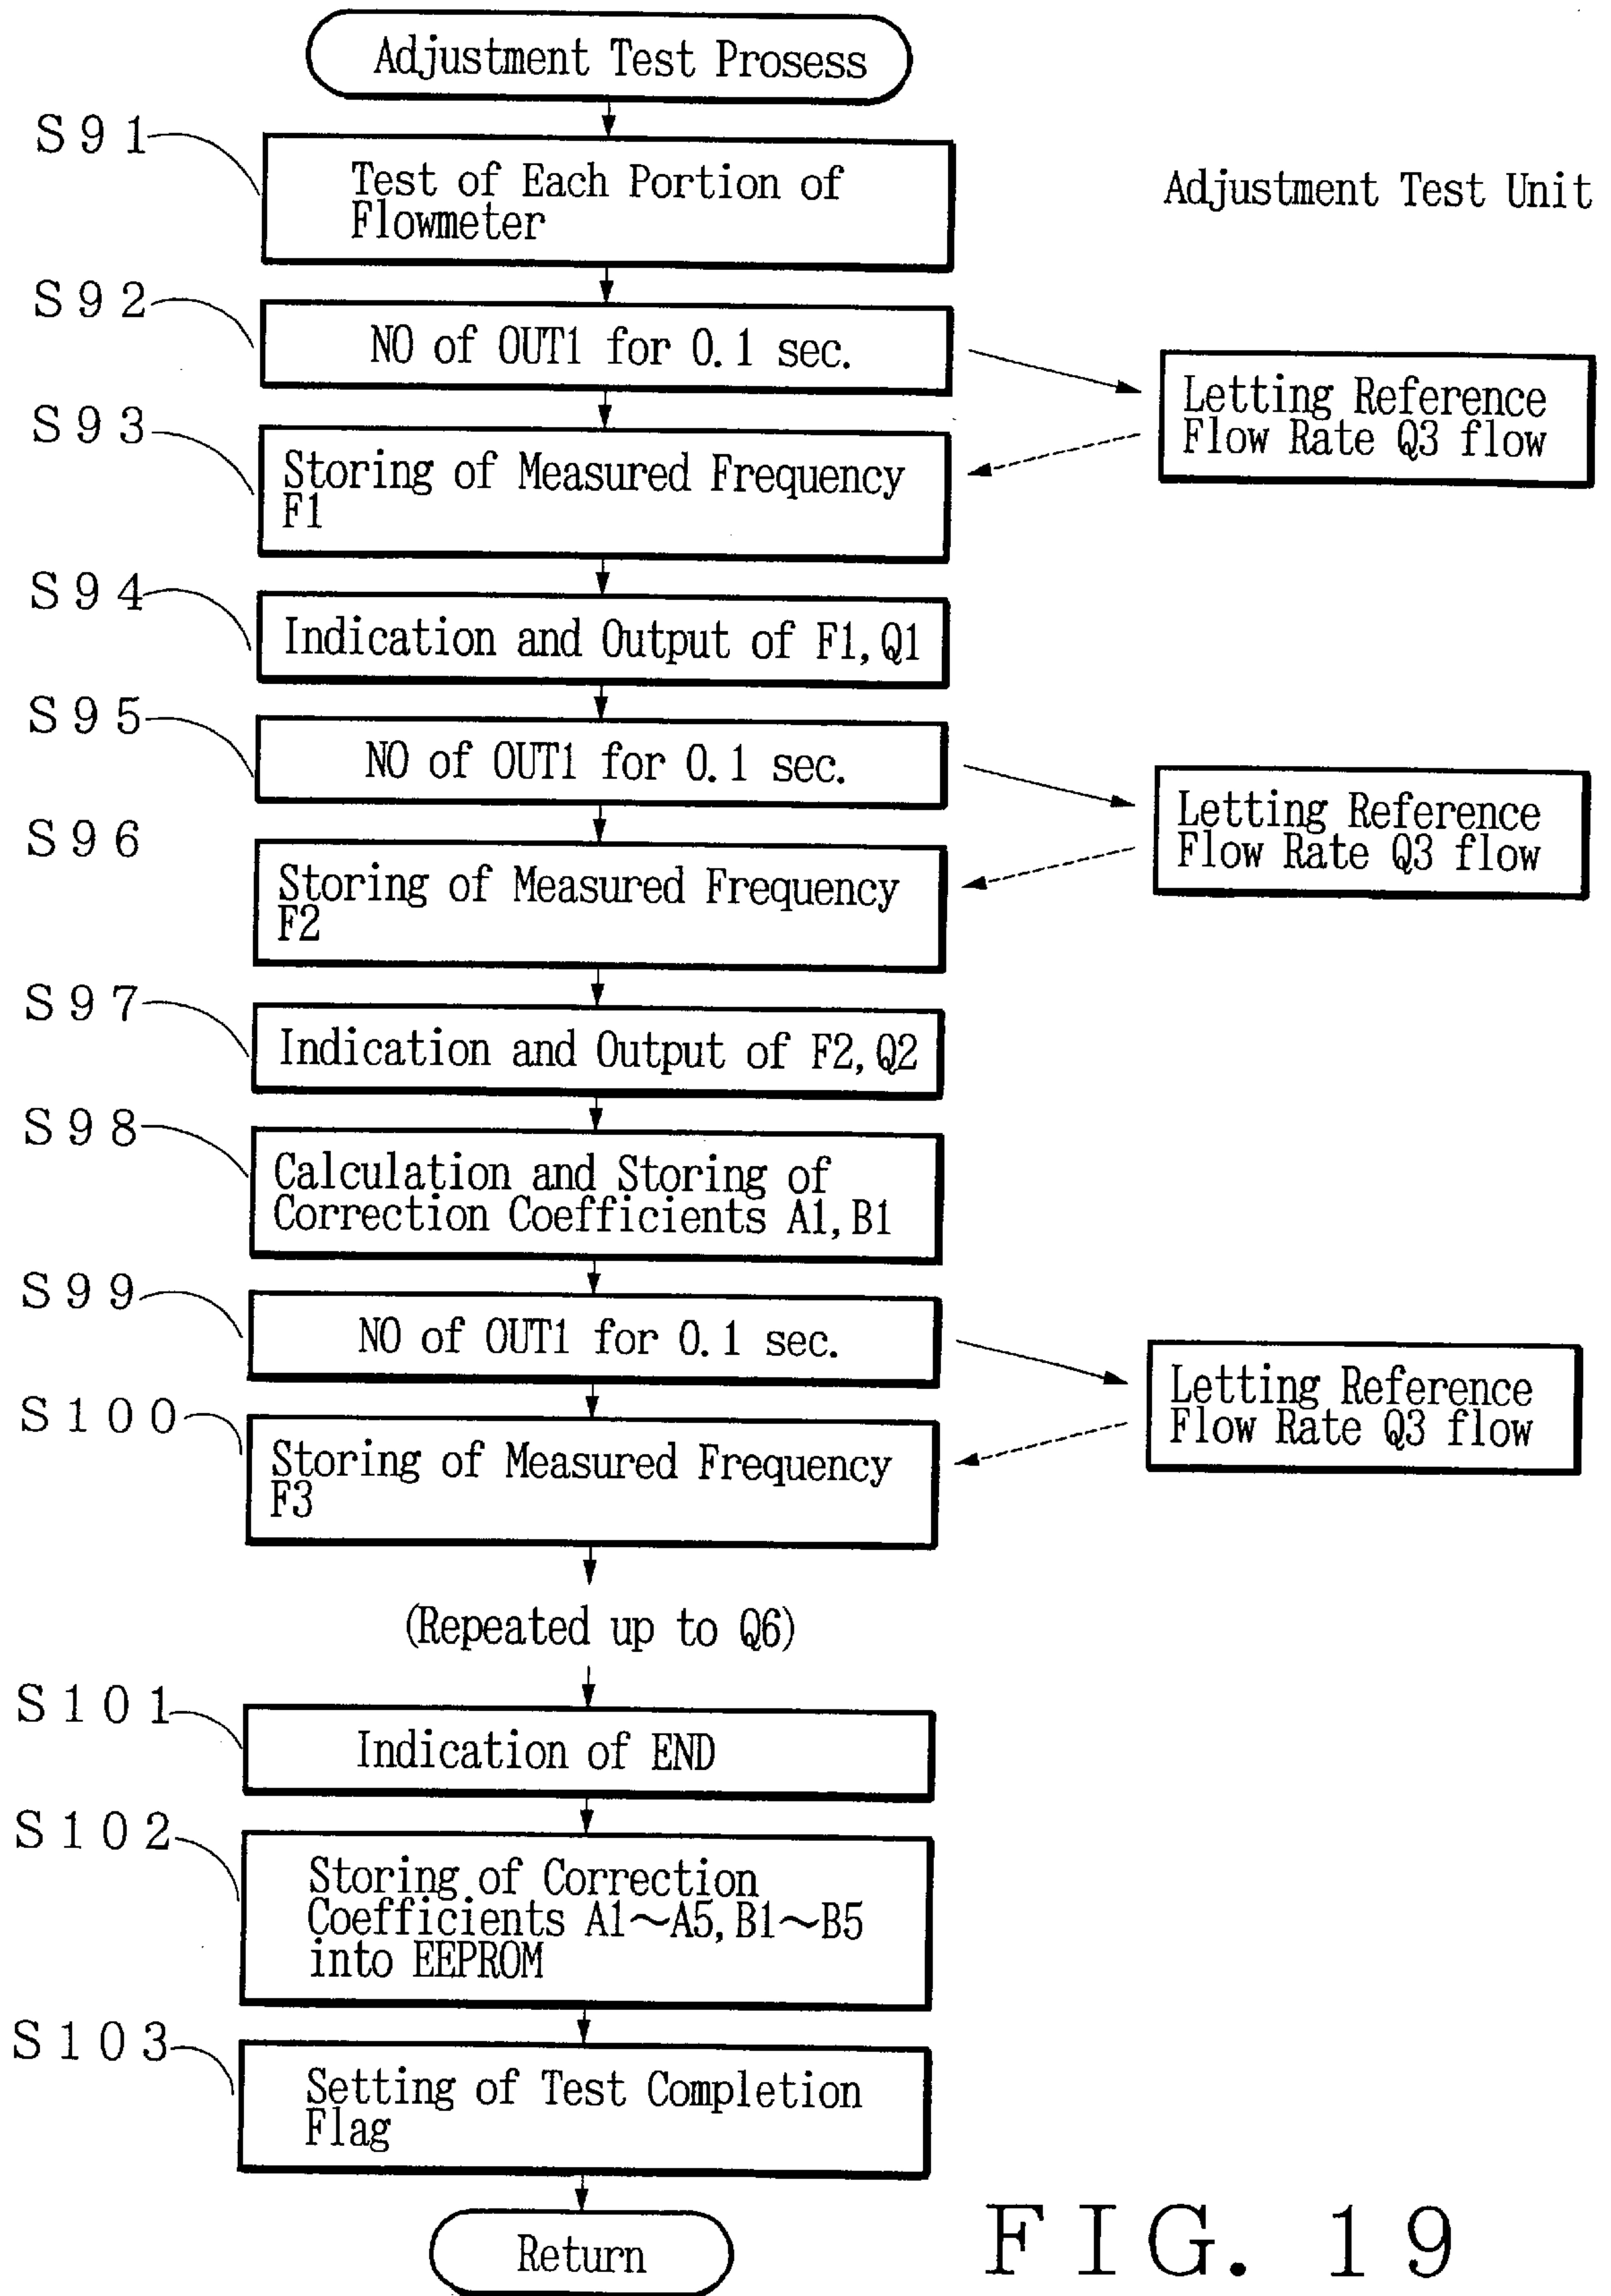 Adjustment Test Prosess
S91
Test of Each Portion of
Flowmeter
Adjustment Test Unit
S92
NO of OUT1 for 0.1 sec.
Letting Reference
Flow Rate Q3 flow
S93
Storing of Measured Frequency
F1
S94
Indication and Output of F1,Q1
S95
NO of OUT1 for 0.1 sec.
Letting Reference
Flow Rate Q3 flow
S96
Storing of Measured Frequency
F2
S97
Indication and Output of F2,Q2
S98
Calculation and Storing of
Correction Coefficients A1,B1
S99
NO of OUT1 for 0.1 sec.
Letting Reference
Flow Rate Q3 flow
S100
Storing of Measured Frequency
F3
(Repeated up to Q6)
S101
Indication of END
S102
Storing of Correction
Coefficients A1~A5,B1~B5
into EEPROM
S103
Setting of Test Completion
Flag
Return
FIG. 19